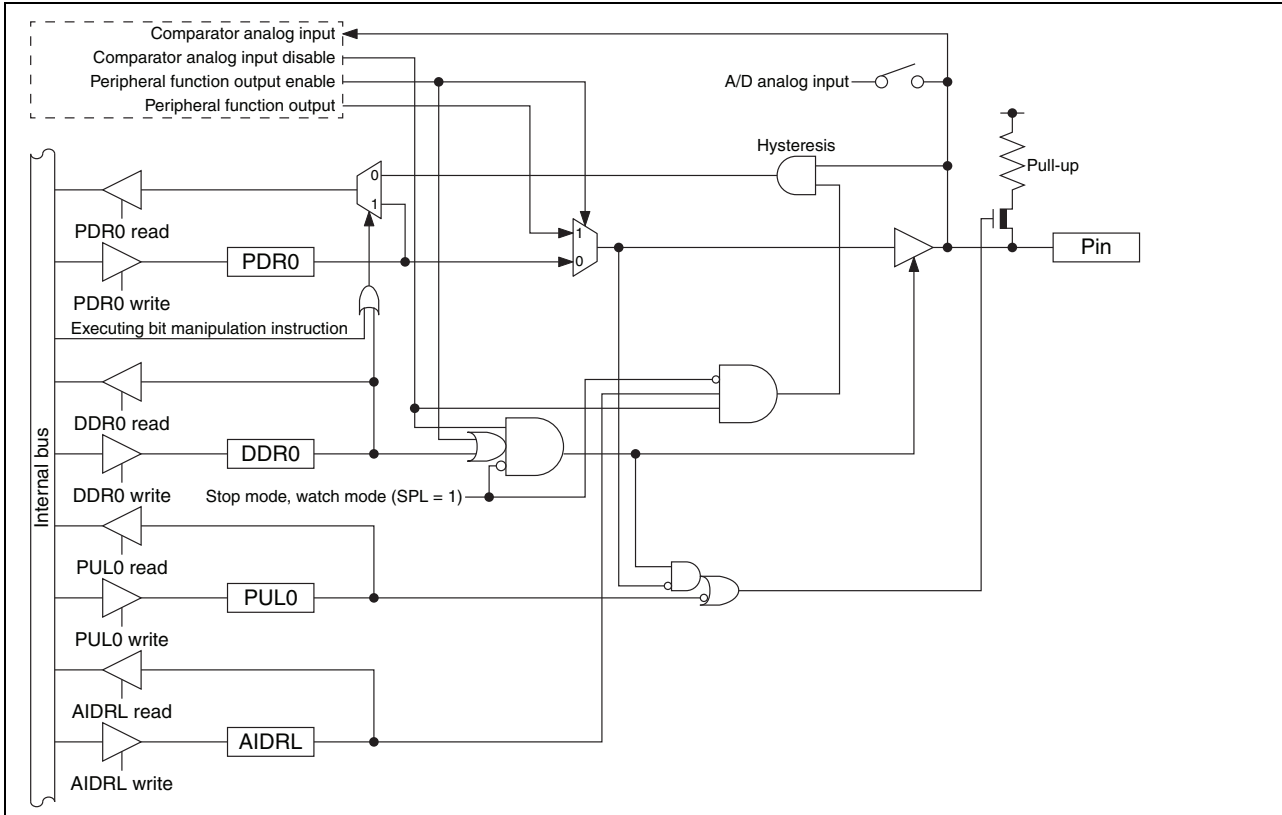 Comparator analog input
Comparator analog input disable
Peripheral function output enable
Peripheral function output
A/D analog input
Hysteresis
Pull-up
0
1
PDR0 read
1
0
Pin
PDR0
PDR0 write
Executing bit manipulation instruction
DDR0 read
DDR0
DDR0 write
Stop mode, watch mode (SPL = 1)
Internal bus
PUL0 read
PUL0
PUL0 write
AIDRL read
AIDRL
AIDRL write